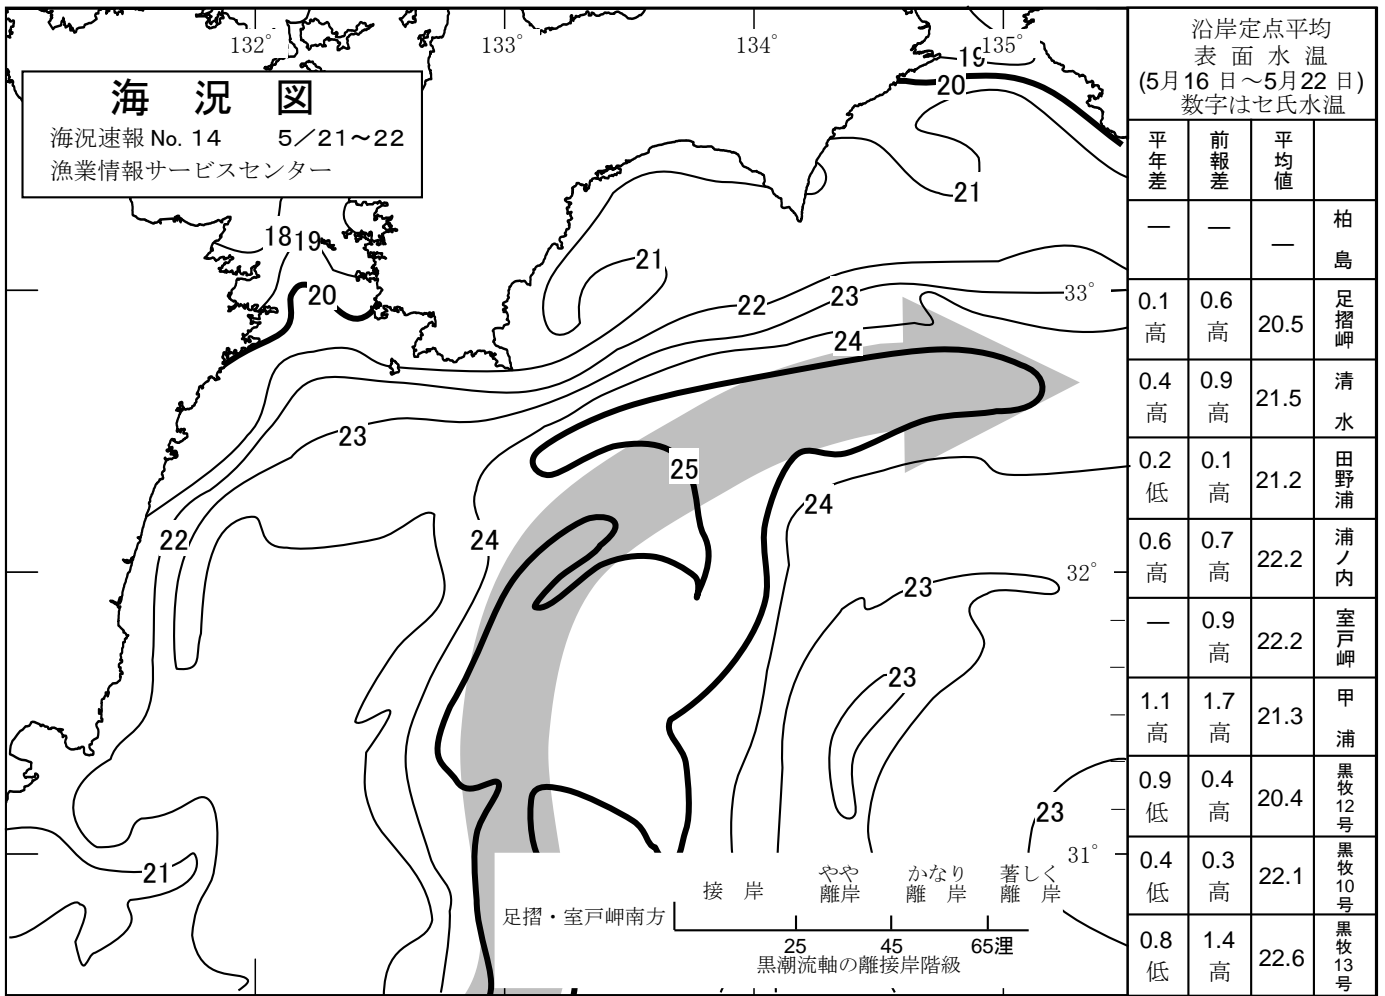 132°
133°
134°
135°
海況図
海況速報 No. 14 5／21～22
漁業情報サービスセンター
19
20
21
18
19
20
21
22
23
33°
24
23
25
24
22
24
23
32°
23
23
21
31°
接岸
やや離岸
かなり離岸
著しく離岸
足摺・室戸岬南方
25 45 65浬
黒潮流軸の離接岸階級
沿岸定点平均
表面水温
(5月16日～5月22日)
数字はセ氏水温
平年差 前報差 平均値
― ― ― 柏島
0.1高 0.6高 20.5 足摺岬
0.4高 0.9高 21.5 清水
0.2低 0.1高 21.2 田野浦
0.6高 0.7高 22.2 浦ノ内
― 0.9高 22.2 室戸岬
1.1高 1.7高 21.3 甲浦
0.9低 0.4高 20.4 黒牧12号
0.4低 0.3高 22.1 黒牧10号
0.8低 1.4高 22.6 黒牧13号